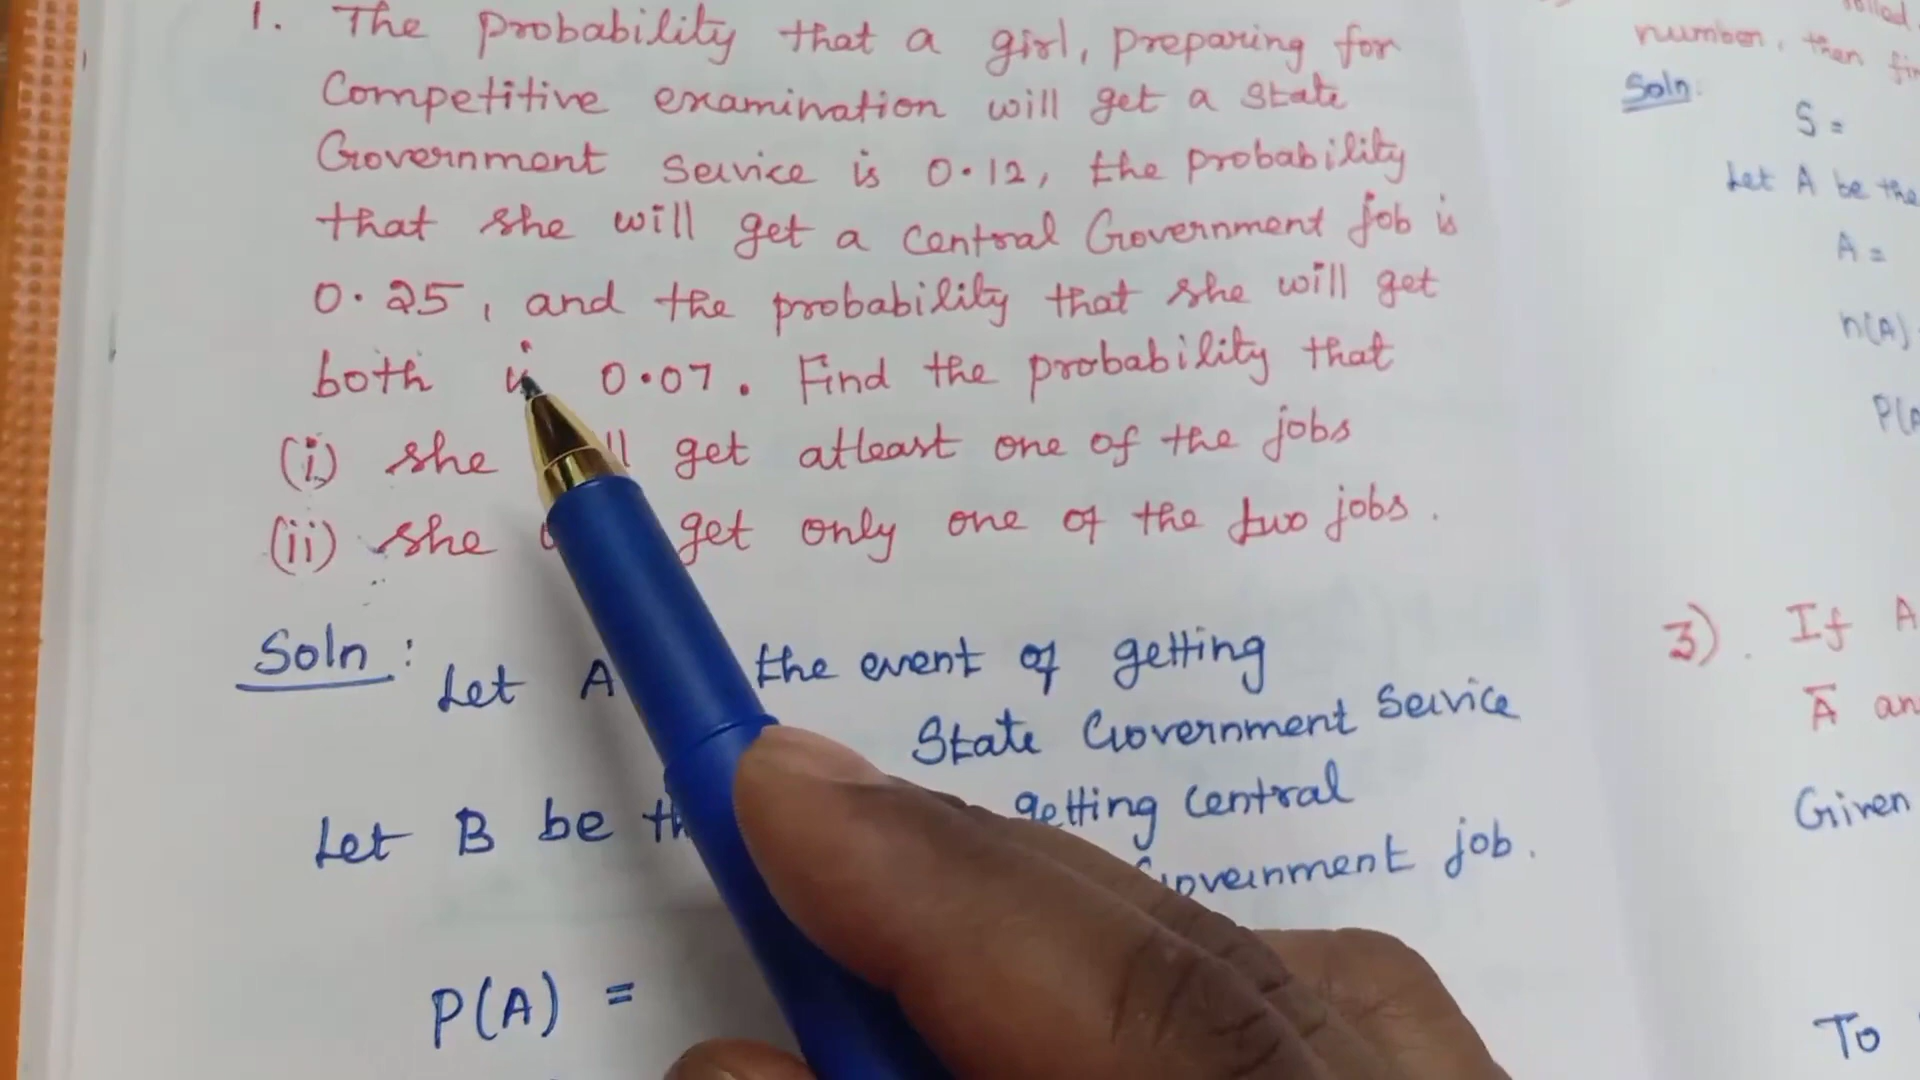 1. The probability that a girl, preparing for
Competitive examination will get a State
Government Service is 0.12, the probability
that she will get a Central Government job is
0.25, and the probability that she will get
both is 0.07. Find the probability that
(i) she get atleast one of the jobs
(ii) she get only one of the two jobs.
Soln :
Let A the event of getting
State Government Service
Let B be getting Central
Government job.
P(A) =
number, then
Soln:
S =
Let A be the
A =
n(A)
3). If A
Ā an
Given
To